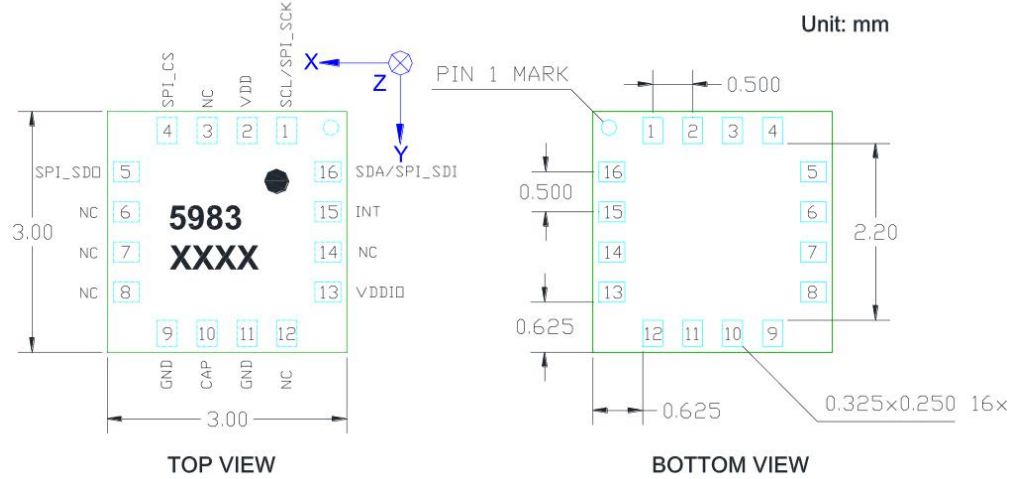 Unit: mm
SPI_CS
NC
VDD
SCL/SPI_SCK
X
Z
Y
4
3
2
1
SPI_SDO
5
NC
6
NC
7
NC
8
16
SDA/SPI_SDI
15
INT
14
NC
13
VDDIO
5983
XXXX
9
10
11
12
GND
CAP
GND
NC
3.00
3.00
TOP VIEW
PIN 1 MARK
0.500
1
2
3
4
16
15
14
13
5
6
7
8
12
11
10
9
0.500
0.625
2.20
0.625
0.325x0.250 16x
BOTTOM VIEW